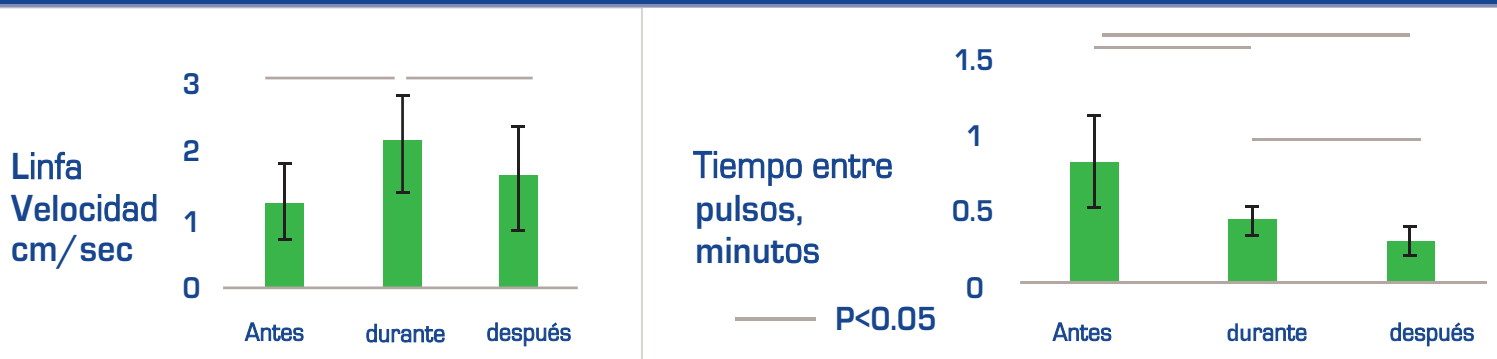 3
2
1
0
Linfa
Velocidad
cm/sec
Antes durante después
1.5
1
0.5
0
Tiempo entre
pulsos,
minutos
P<0.05
Antes durante después